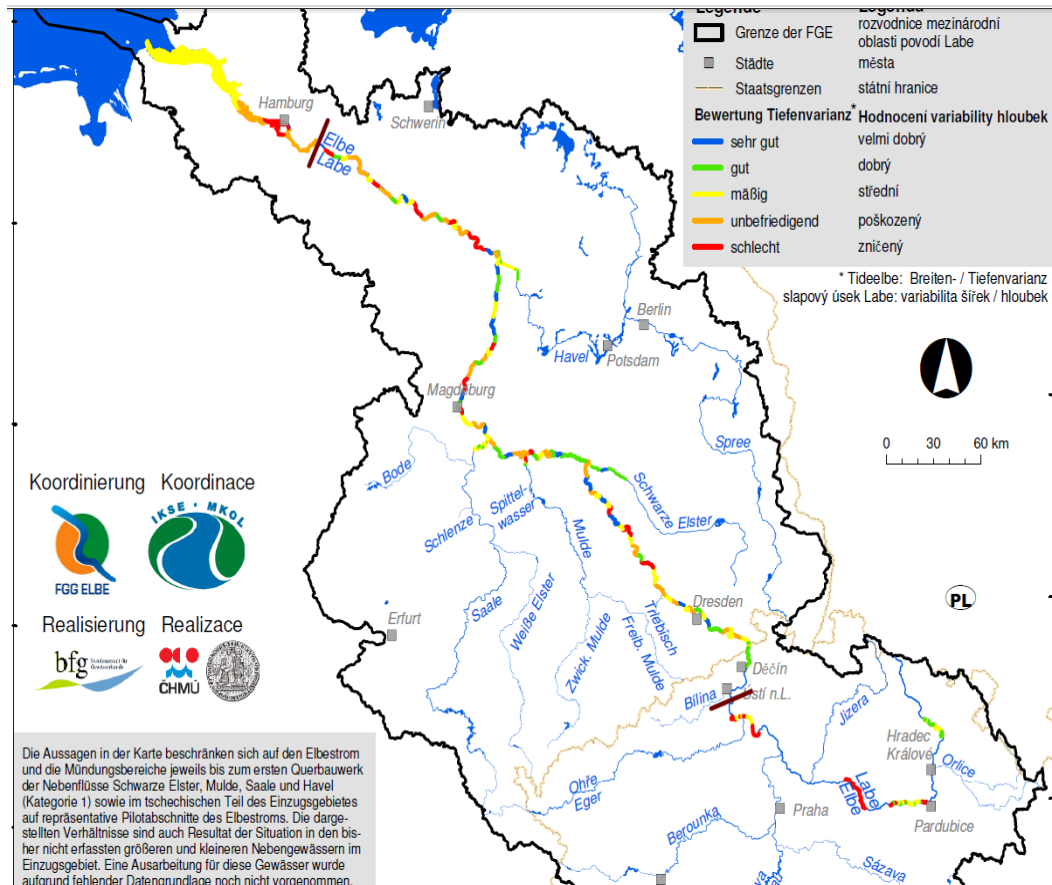 Legende Legenda
Grenze der FGE rozvodnice mezinárodní
oblasti povodí Labe
Städte města
Staatsgrenzen státní hranice
Bewertung Tiefenvarianz* Hodnocení variability hloubek
sehr gut velmi dobrý
gut dobrý
mäßig střední
unbefriedigend poškozený
schlecht zničený
* Tideelbe: Breiten- / Tiefenvarianz
slapový úsek Labe: variabilita šířek / hloubek
Hamburg
Schwerin
Elbe
Labe
Berlin
Havel
Potsdam
Magdeburg
Spree
0 30 60 km
Bode
Schlenze
Spittel-
wasser
Mulde
Schwarze Elster
Koordinierung Koordinace
FGG ELBE
IKSE - MKOL
Saale
Weiße Elster
Zwick. Mulde
Freib. Mulde
Triebisch
Dresden
PL
Erfurt
Realisierung Realizace
bfg Bundesanstalt für
Gewässerkunde
ČHMÚ
Děčín
Bílina
Ústí n.L.
Jizera
Hradec
Králové
Orlice
Ohře
Eger
Labe
Elbe
Praha
Pardubice
Berounka
Sázava
Die Aussagen in der Karte beschränken sich auf den Elbestrom
und die Mündungsbereiche jeweils bis zum ersten Querbauwerk
der Nebenflüsse Schwarze Elster, Mulde, Saale und Havel
(Kategorie 1) sowie im tschechischen Teil des Einzugsgebietes
auf repräsentative Pilotabschnitte des Elbestroms. Die darge-
stellten Verhältnisse sind auch Resultat der Situation in den bis-
her nicht erfassten größeren und kleineren Nebengewässern im
Einzugsgebiet. Eine Ausarbeitung für diese Gewässer wurde
aufgrund fehlender Datengrundlage noch nicht vorgenommen.